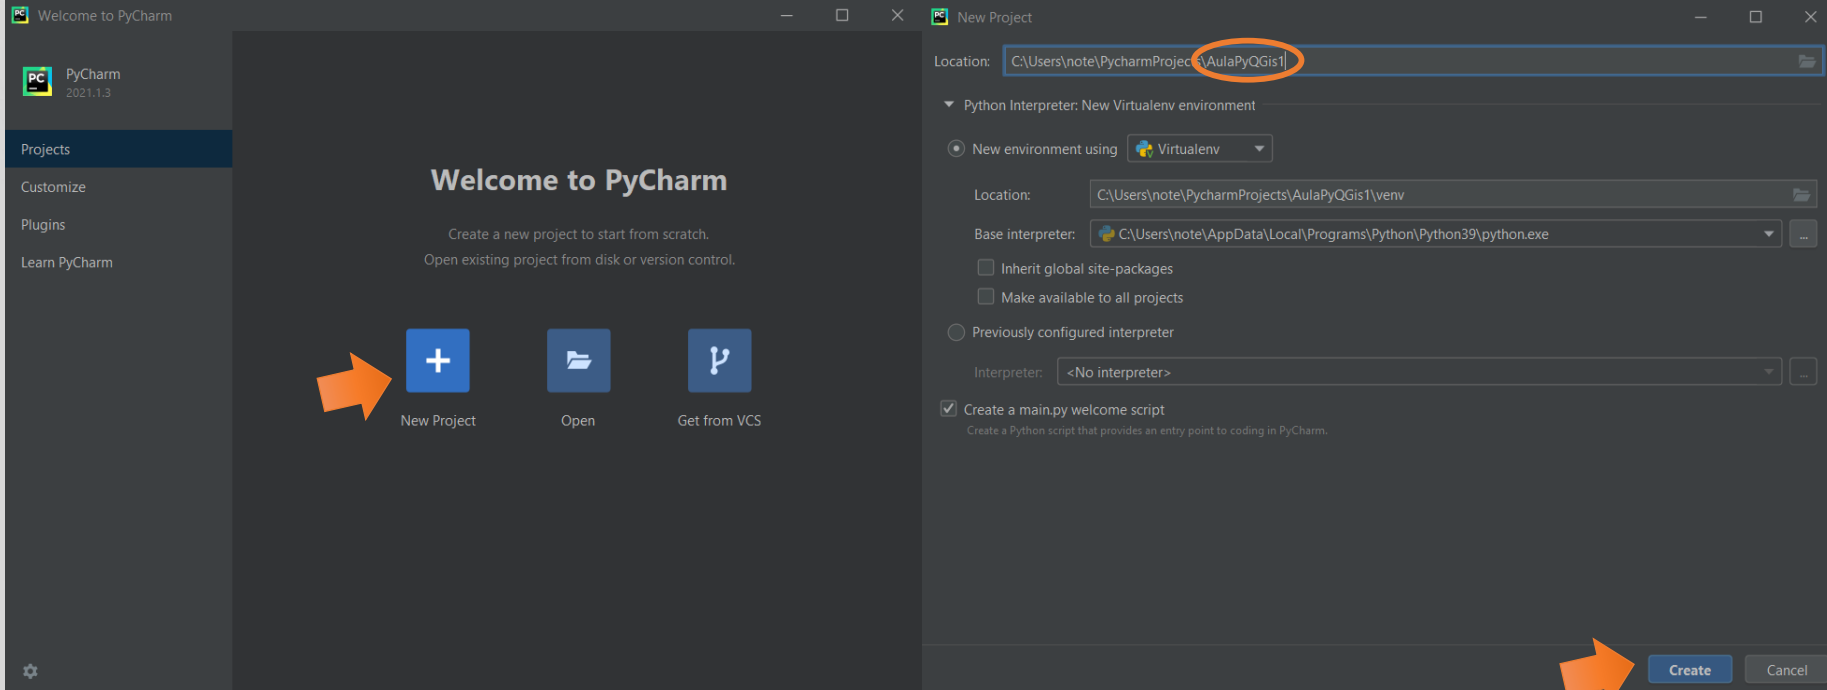 Welcome to PyCharm
PyCharm
2021.1.3
Projects
Customize
Plugins
Learn PyCharm
Welcome to PyCharm
Create a new project to start from scratch.
Open existing project from disk or version control.
New Project
Open
Get from VCS
New Project
Location: C:\Users\note\PycharmProjects\AulaPyQGis1
Python Interpreter: New Virtualenv environment
New environment using Virtualenv
Location: C:\Users\note\PycharmProjects\AulaPyQGis1\venv
Base interpreter: C:\Users\note\AppData\Local\Programs\Python\Python39\python.exe ...
Inherit global site-packages
Make available to all projects
Previously configured interpreter
Interpreter: <No interpreter> ...
Create a main.py welcome script
Create a Python script that provides an entry point to coding in PyCharm.
Create Cancel